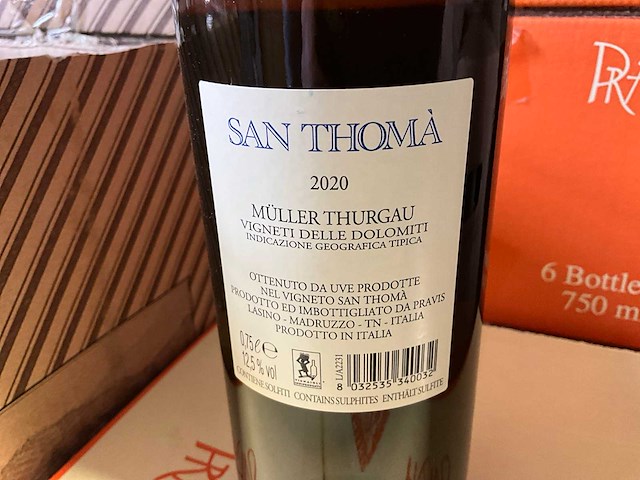 SAN THOMÀ
2020
MÜLLER THURGAU
VIGNETI DELLE DOLOMITI
INDICAZIONE GEOGRAFICA TIPICA
OTTENUTO DA UVE PRODOTTE
NEL VIGNETO SAN THOMÀ
PRODOTTO ED IMBOTTIGLIATO DA PRAVIS
LASINO - MADRUZZO - TN - ITALIA
PRODOTTO IN ITALIA
0,75 ℓ ℮
12,5 % vol
L/A2231
8 032535 340032
CONTIENE SOLFITI CONTAINS SULPHITES ENTHÄLT SULFITE
6 Bottle
750 m